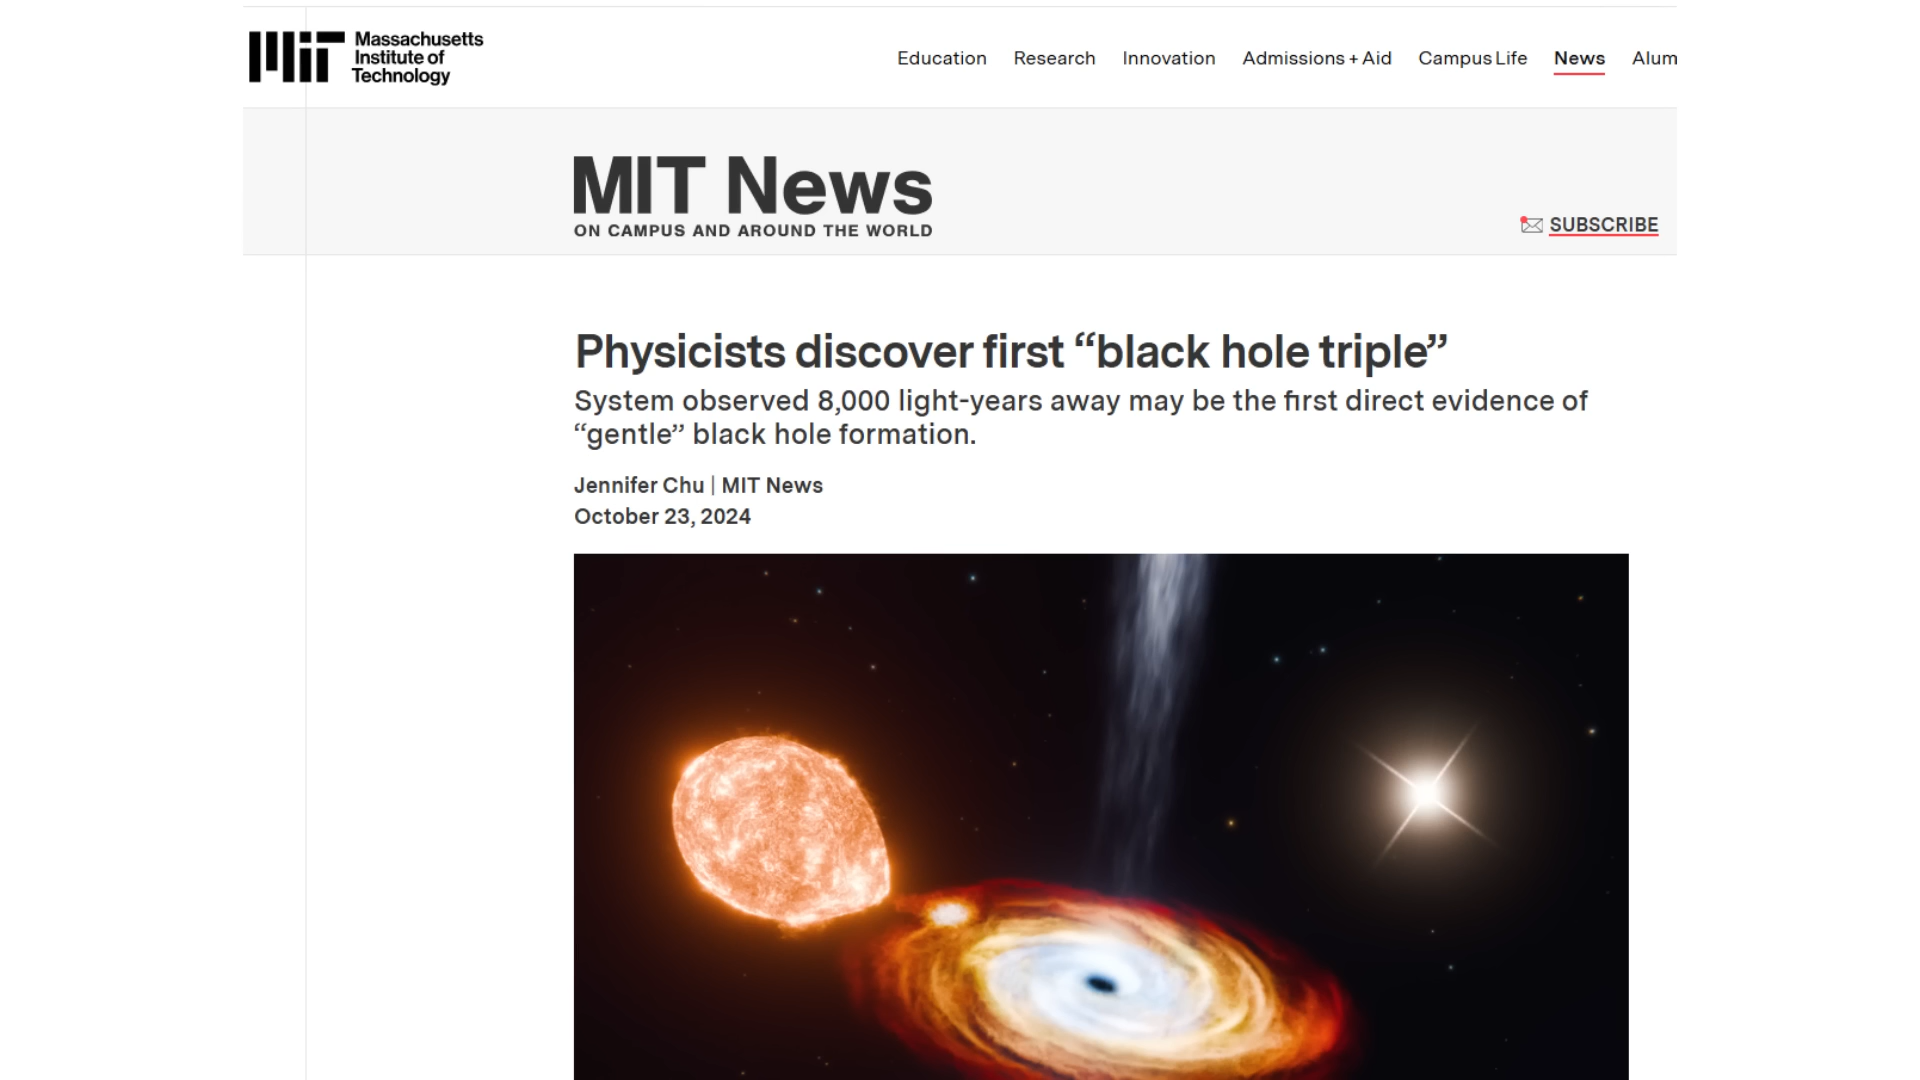 Massachusetts
Institute of
Technology
Education Research Innovation Admissions + Aid Campus Life News Alum
MIT News
ON CAMPUS AND AROUND THE WORLD
SUBSCRIBE
Physicists discover first “black hole triple”
System observed 8,000 light-years away may be the first direct evidence of
“gentle” black hole formation.
Jennifer Chu | MIT News
October 23, 2024